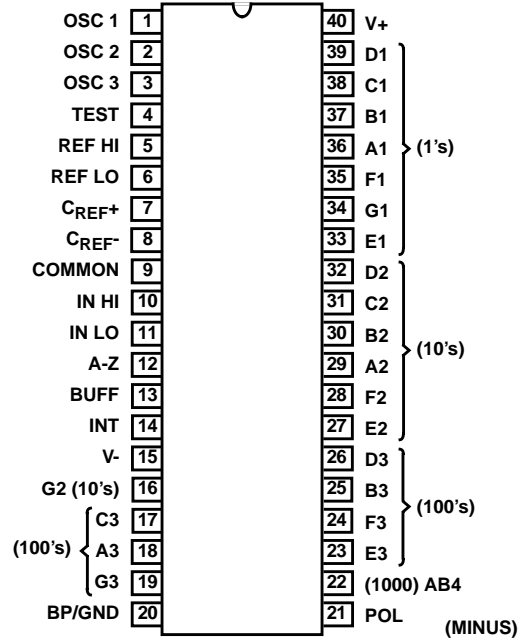 OSC 1 1 40 V+
OSC 2 2 39 D1
OSC 3 3 38 C1
TEST 4 37 B1
REF HI 5 36 A1 (1's)
REF LO 6 35 F1
CREF+ 7 34 G1
CREF- 8 33 E1
COMMON 9 32 D2
IN HI 10 31 C2
IN LO 11 30 B2 (10's)
A-Z 12 29 A2
BUFF 13 28 F2
INT 14 27 E2
V- 15 26 D3
G2 (10's) 16 25 B3 (100's)
C3 17 24 F3
(100's) A3 18 23 E3
G3 19 22 (1000) AB4
BP/GND 20 21 POL (MINUS)